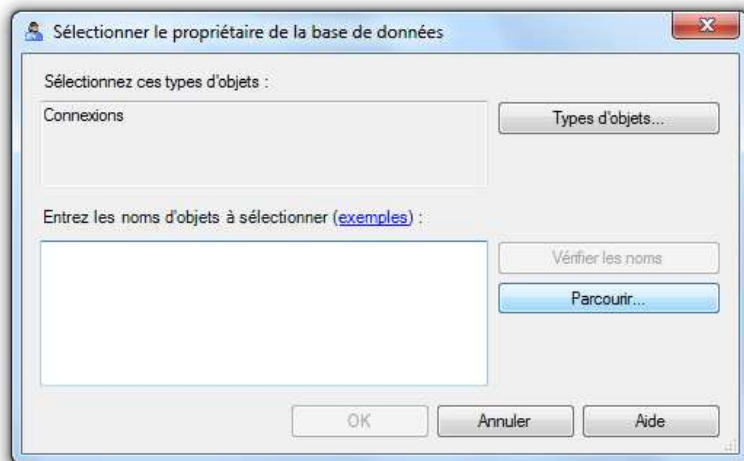 Sélectionner le propriétaire de la base de données
Sélectionnez ces types d'objets :
Connexions
Types d'objets...
Entrez les noms d'objets à sélectionner (exemples) :
Vérifier les noms
Parcourir...
OK
Annuler
Aide